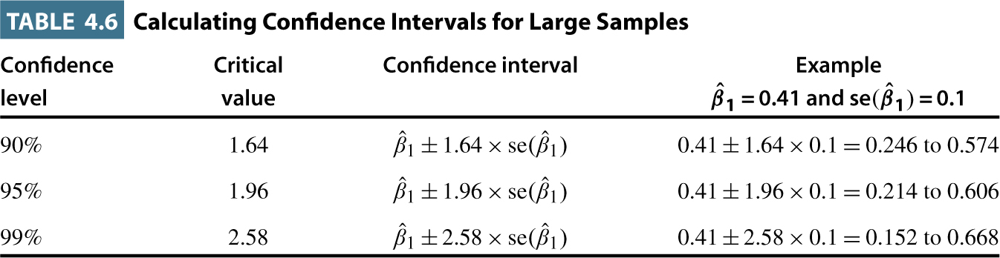 TABLE 4.6 Calculating Confidence Intervals for Large Samples
Confidence level Critical value Confidence interval Example β̂₁ = 0.41 and se(β̂₁) = 0.1
90% 1.64 β̂₁ ± 1.64 × se(β̂₁) 0.41 ± 1.64 × 0.1 = 0.246 to 0.574
95% 1.96 β̂₁ ± 1.96 × se(β̂₁) 0.41 ± 1.96 × 0.1 = 0.214 to 0.606
99% 2.58 β̂₁ ± 2.58 × se(β̂₁) 0.41 ± 2.58 × 0.1 = 0.152 to 0.668